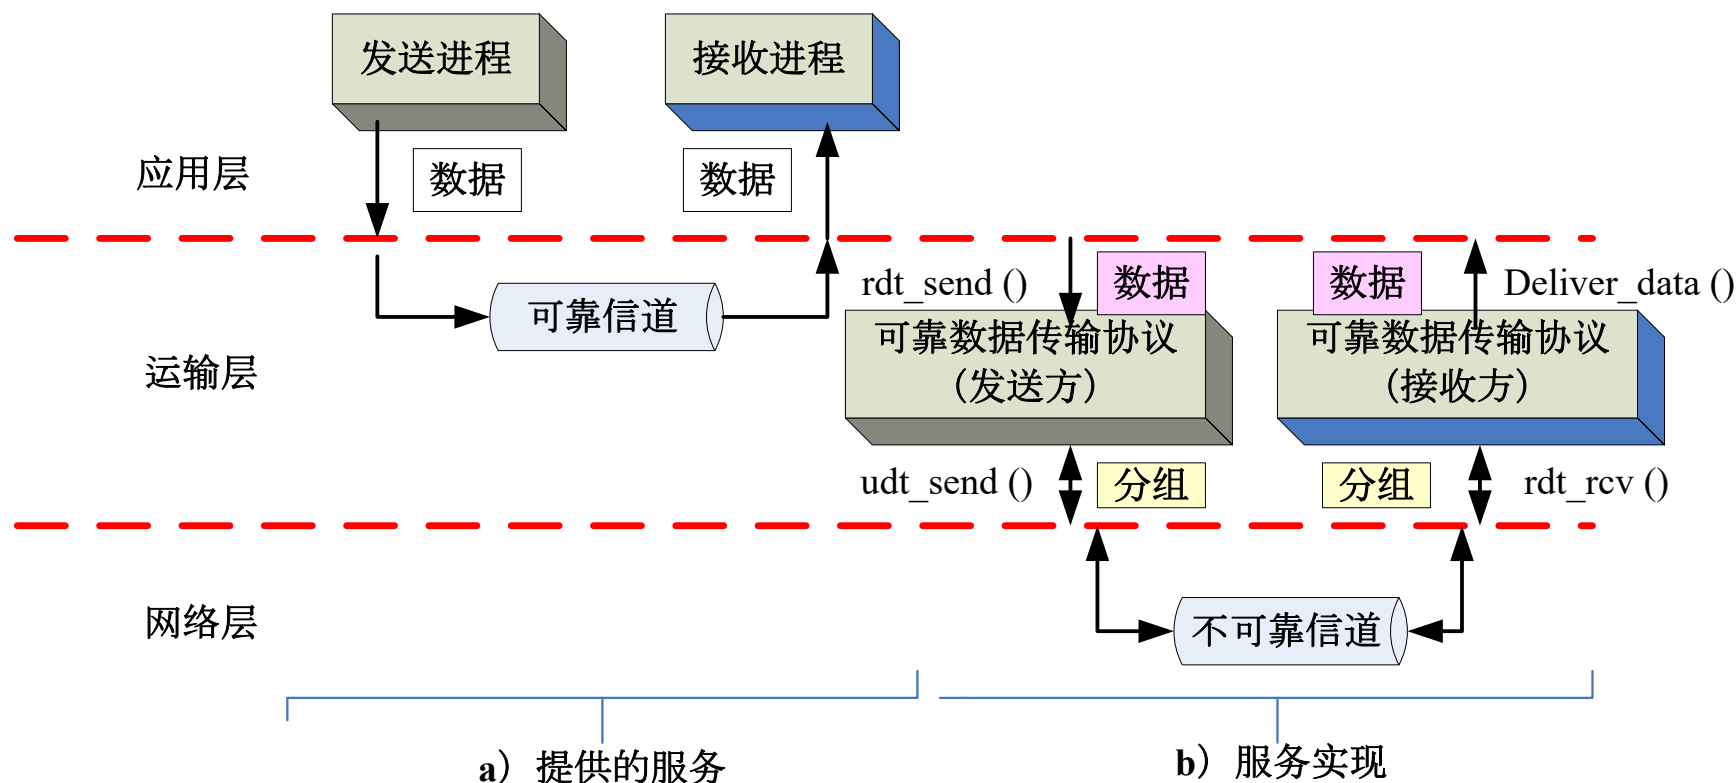 发送进程
接收进程
应用层
数据
数据
rdt_send ()
数据
数据
Deliver_data ()
可靠信道
运输层
可靠数据传输协议
（发送方）
可靠数据传输协议
（接收方）
udt_send ()
分组
分组
rdt_rcv ()
网络层
不可靠信道
a）提供的服务
b）服务实现